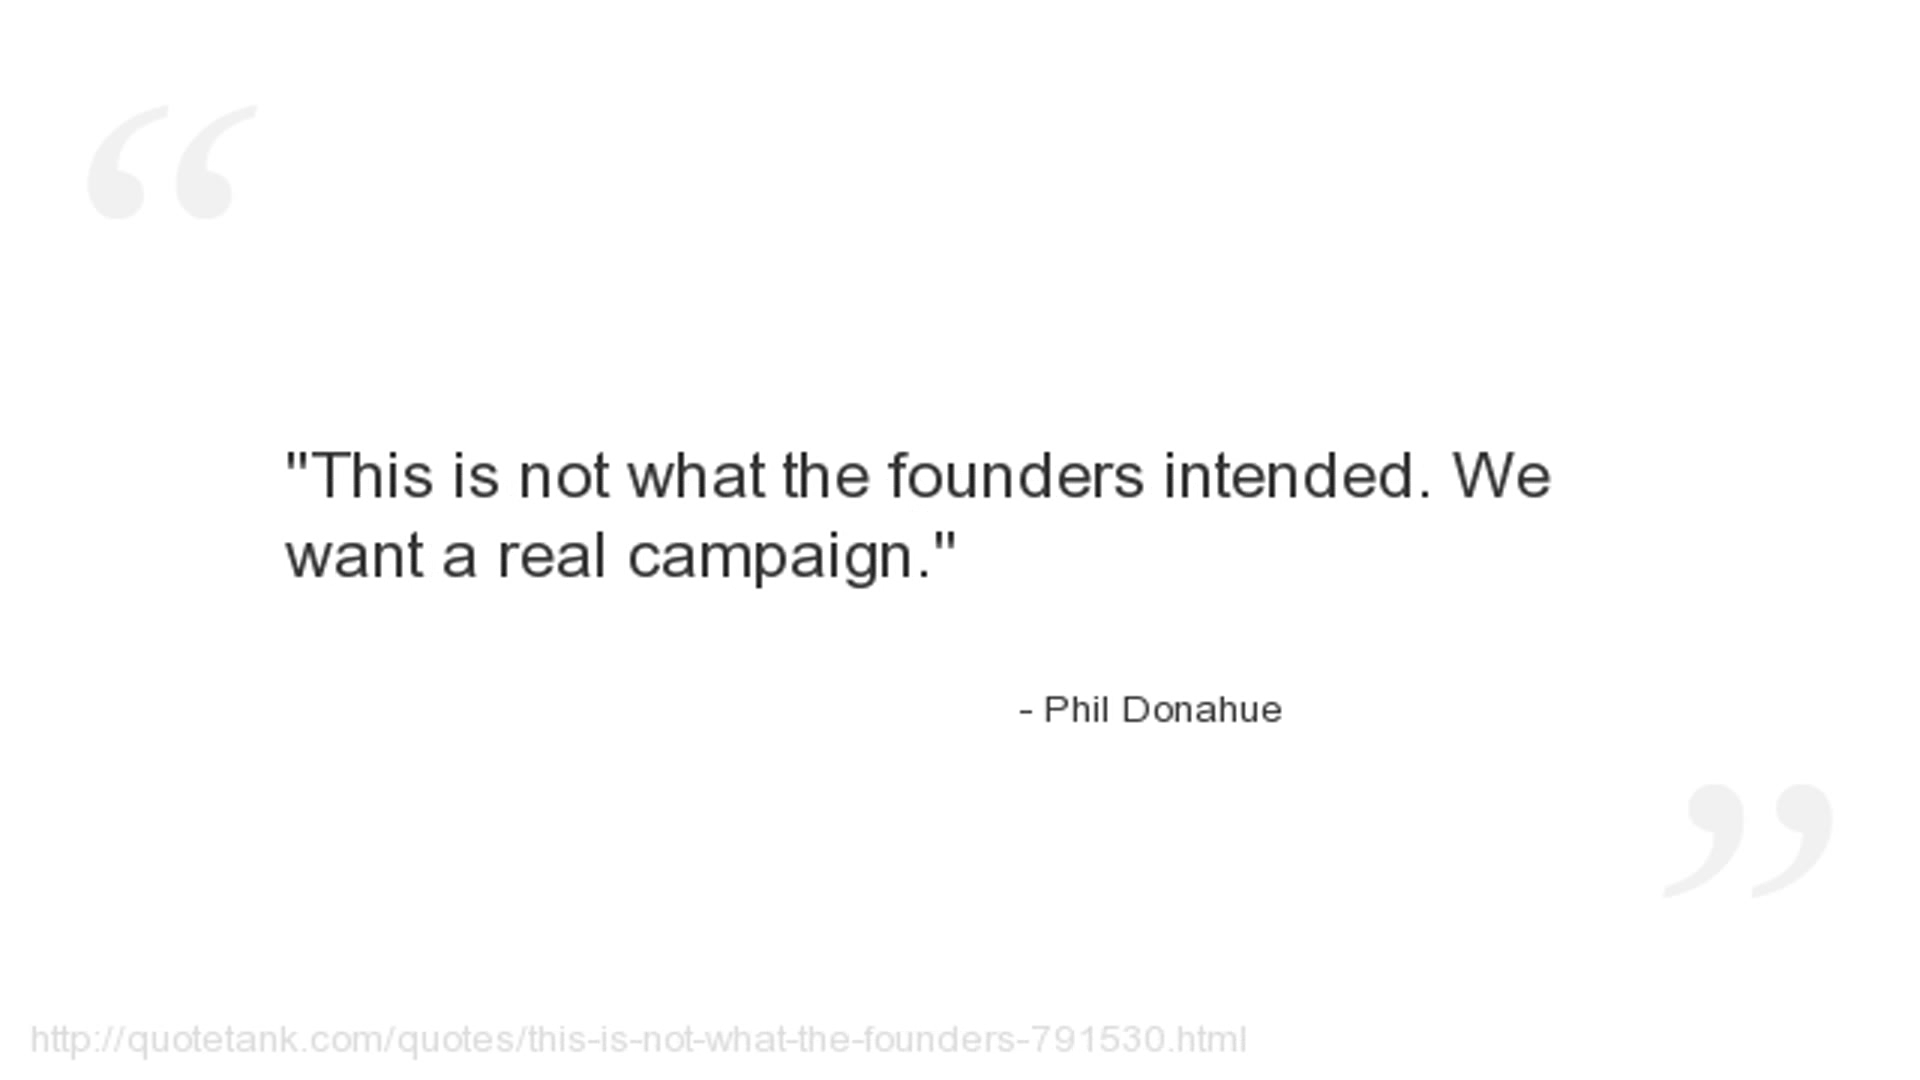 "This is not what the founders intended. We
want a real campaign."
- Phil Donahue
http://quotetank.com/quotes/this-is-not-what-the-founders-791530.html